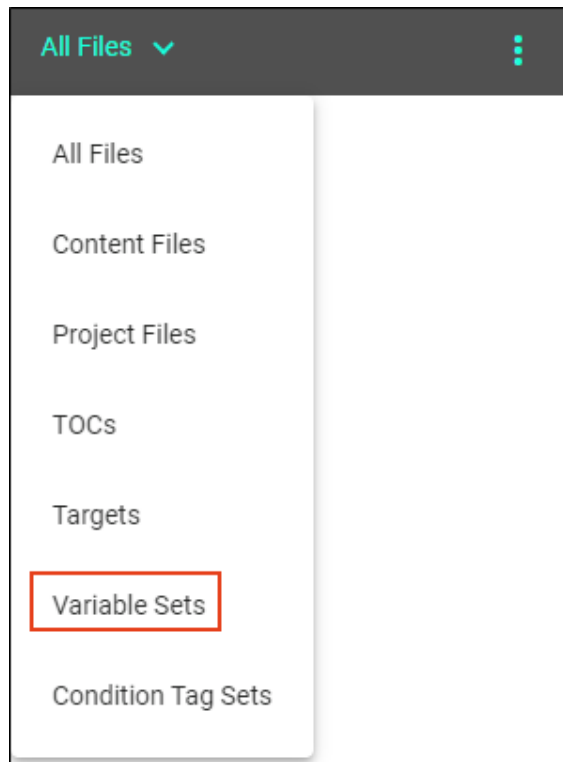 All Files
All Files
Content Files
Project Files
TOCs
Targets
Variable Sets
Condition Tag Sets